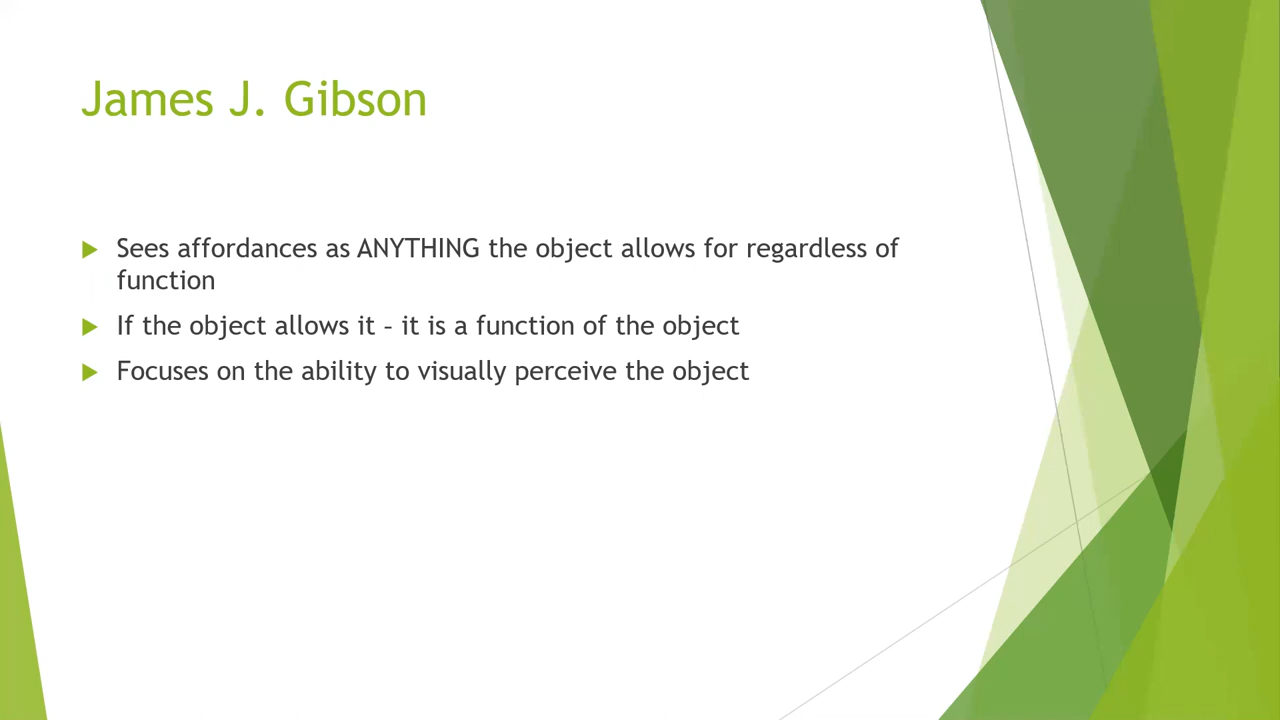 James J. Gibson
Sees affordances as ANYTHING the object allows for regardless of
function
If the object allows it – it is a function of the object
Focuses on the ability to visually perceive the object